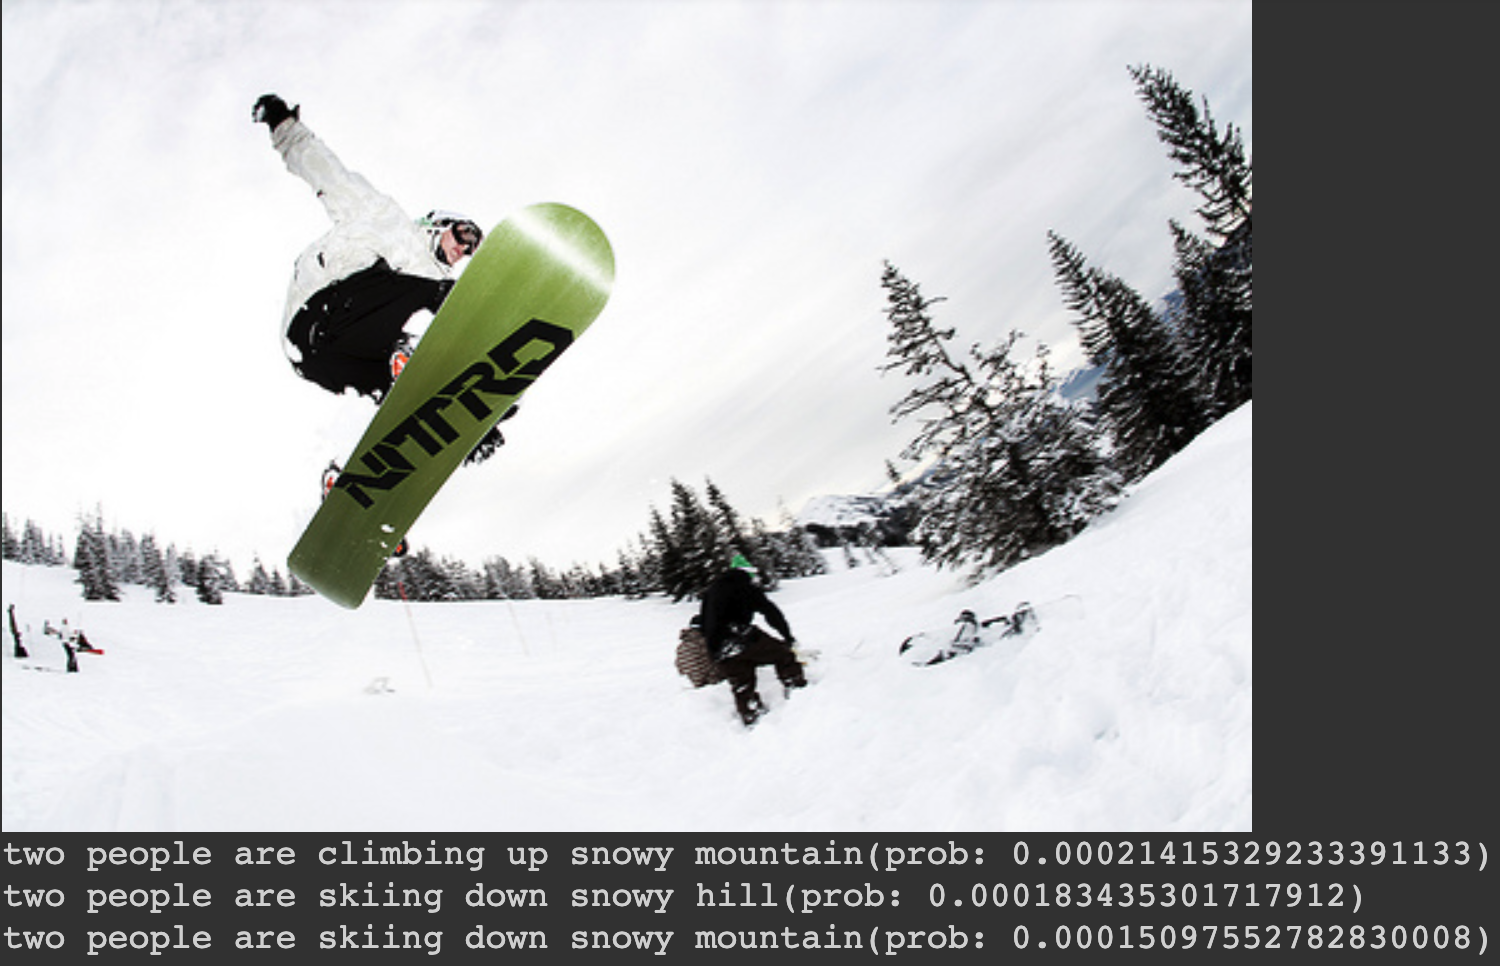 NITRO
two people are climbing up snowy mountain(prob: 0.00021415329233391133)
two people are skiing down snowy hill(prob: 0.000183435301717912)
two people are skiing down snowy mountain(prob: 0.00015097552782830008)